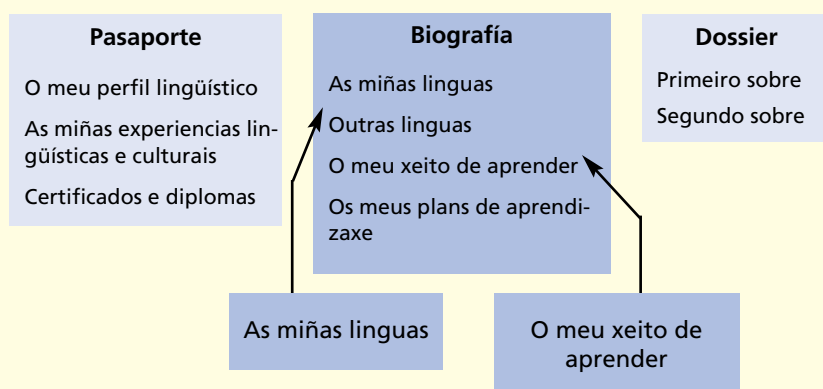 Pasaporte
O meu perfil lingüístico
As miñas experiencias lin-
güísticas e culturais
Certificados e diplomas
Biografía
As miñas linguas
Outras linguas
O meu xeito de aprender
Os meus plans de aprendi-
zaxe
Dossier
Primeiro sobre
Segundo sobre
As miñas linguas
O meu xeito de
aprender